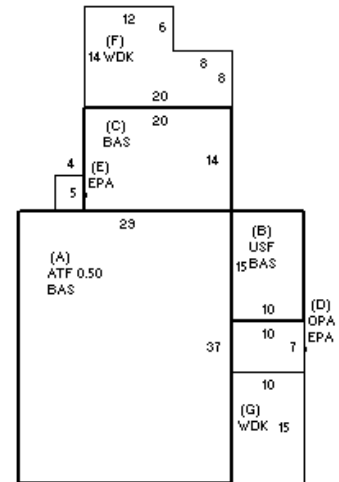 12
6
(F)
14 WDK
8
8
20
20
(C)
BAS
14
4
(E)
5 EPA
29
(A)
ATF 0.50
BAS
(B)
USF
15 BAS
10
(D)
OPA
EPA
10
7
37
10
(G)
WDK 15